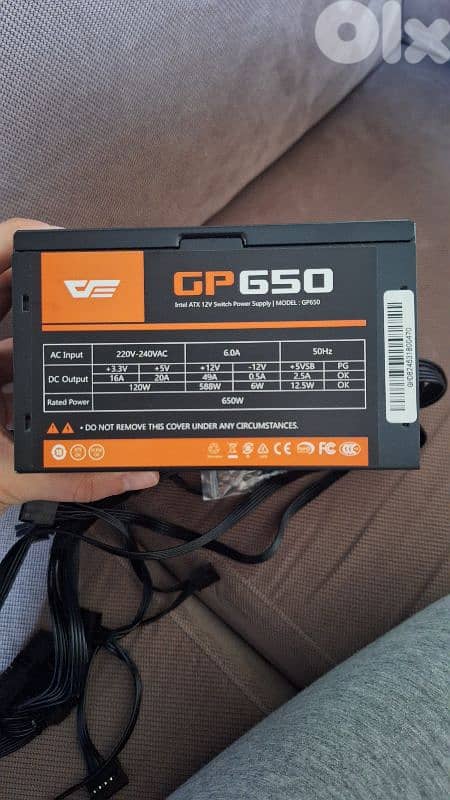 olx
GP650
Intel ATX 12V Switch Power Supply | MODEL : GP650
AC Input 220V-240VAC 6.0A 50Hz
DC Output +3.3V +5V +12V -12V +5VSB PG
16A 20A 49A 0.5A 2.5A OK
120W 588W 6W 12.5W OK
Rated Power 650W
• DO NOT REMOVE THIS COVER UNDER ANY CIRCUMSTANCES.
CE FC CCC